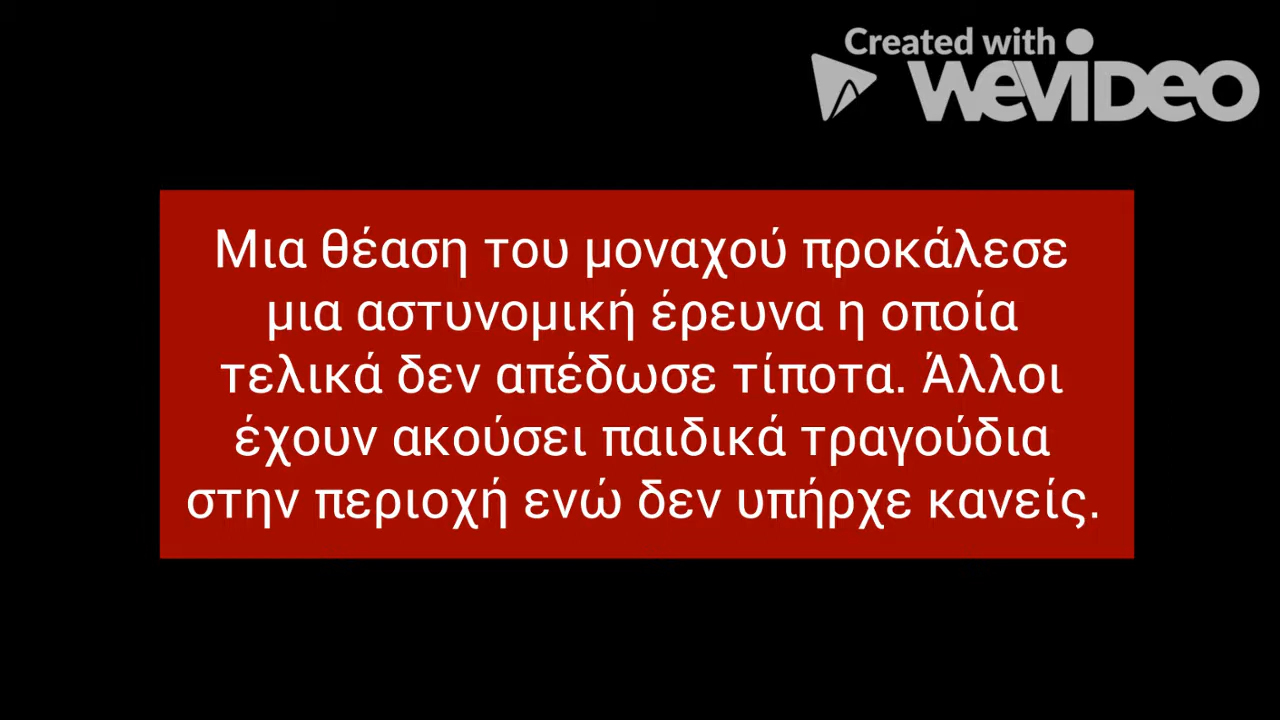 Created with
WEVIDEO
Μια θέαση του μοναχού προκάλεσε
μια αστυνομική έρευνα η οποία
τελικά δεν απέδωσε τίποτα. Άλλοι
έχουν ακούσει παιδικά τραγούδια
στην περιοχή ενώ δεν υπήρχε κανείς.